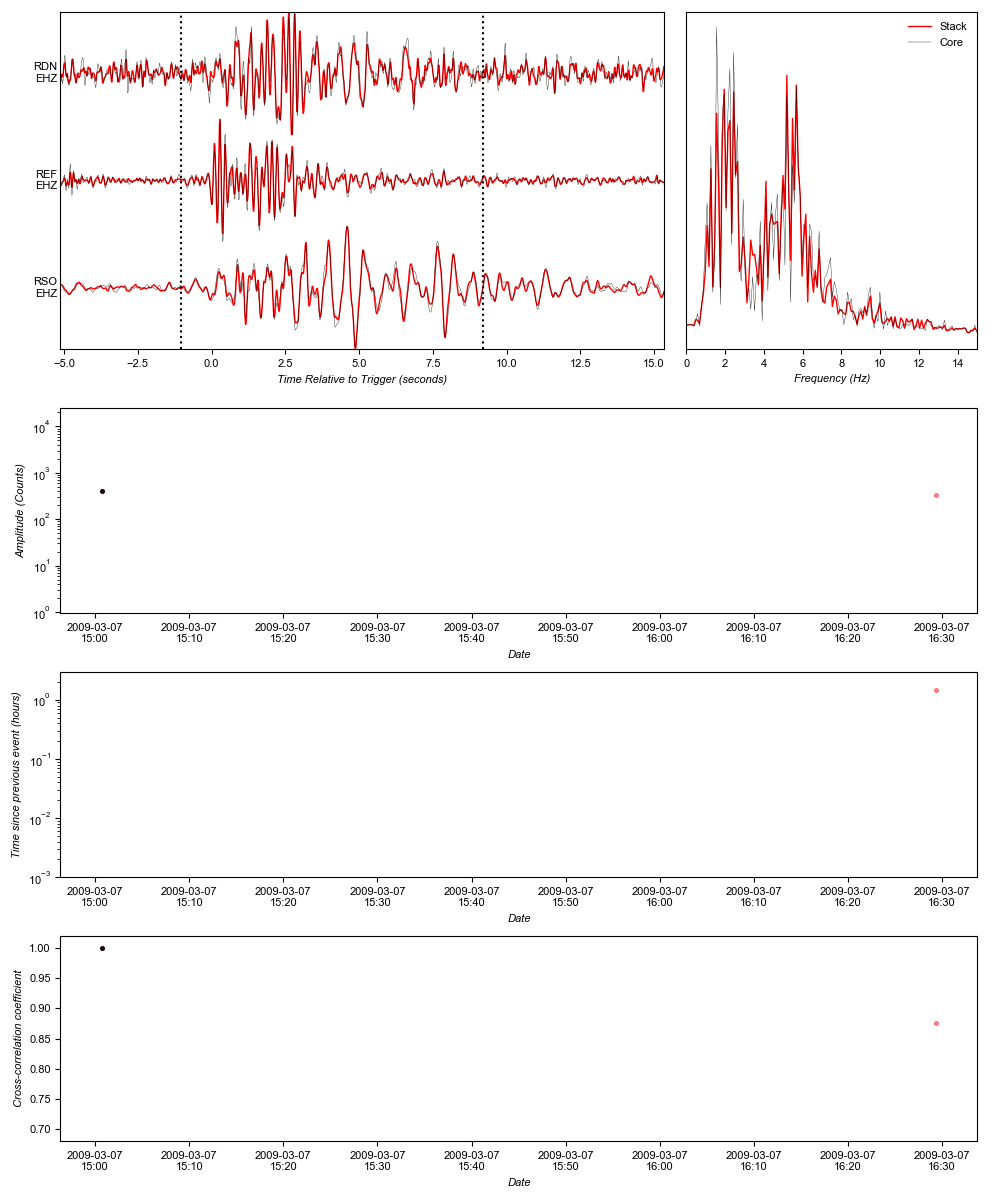 RDN
EHZ
REF
EHZ
RSO
EHZ
−5.0 −2.5 0.0 2.5 5.0 7.5 10.0 12.5 15.0
Time Relative to Trigger (seconds)
Stack
Core
0 2 4 6 8 10 12 14
Frequency (Hz)
10^4
10^3
10^2
10^1
10^0
Amplitude (Counts)
2009-03-07 2009-03-07 2009-03-07 2009-03-07 2009-03-07 2009-03-07 2009-03-07 2009-03-07 2009-03-07 2009-03-07
15:00 15:10 15:20 15:30 15:40 15:50 16:00 16:10 16:20 16:30
Date
10^0
10^−1
10^−2
10^−3
Time since previous event (hours)
2009-03-07 2009-03-07 2009-03-07 2009-03-07 2009-03-07 2009-03-07 2009-03-07 2009-03-07 2009-03-07 2009-03-07
15:00 15:10 15:20 15:30 15:40 15:50 16:00 16:10 16:20 16:30
Date
1.00
0.95
0.90
0.85
0.80
0.75
0.70
Cross-correlation coefficient
2009-03-07 2009-03-07 2009-03-07 2009-03-07 2009-03-07 2009-03-07 2009-03-07 2009-03-07 2009-03-07 2009-03-07
15:00 15:10 15:20 15:30 15:40 15:50 16:00 16:10 16:20 16:30
Date